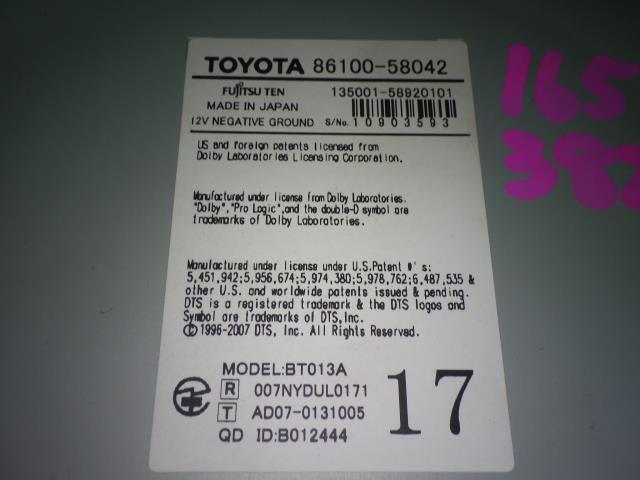 TOYOTA 86100-58042
FUJITSU TEN 135001-58920101
MADE IN JAPAN
12V NEGATIVE GROUND S/No. 10903593
US and foreign patents licensed from
Dolby Laboratories Licensing Corporation.
Manufactured under license from Dolby Laboratories.
"Dolby","Pro Logic",and the double-D symbol are
trademarks of Dolby Laboratories.
Manufactured under license under U.S.Patent #'s:
5,451,942;5,956,674;5,974,380;5,978,762;6,487,535 &
other U.S. and worldwide patents issued & pending.
DTS is a registered trademark & the DTS logos and
Symbol are trademarks of DTS,Inc.
© 1996-2007 DTS, Inc. All Rights Reserved.
MODEL:BT013A
R 007NYDUL0171
T AD07-0131005
QD ID:B012444
17
165